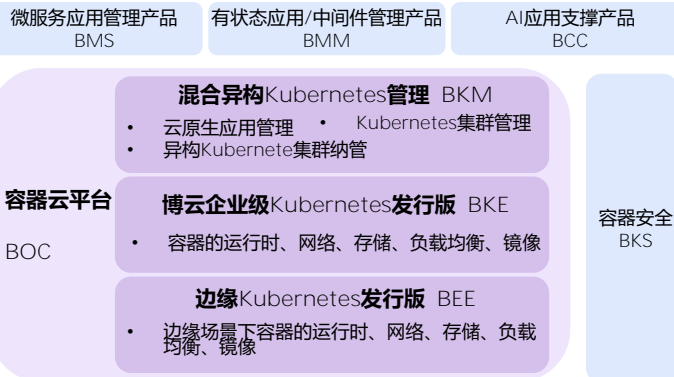 微服务应用管理产品
BMS
有状态应用/中间件管理产品
BMM
AI应用支撑产品
BCC
混合异构Kubernetes管理 BKM
• 云原生应用管理 • Kubernetes集群管理
• 异构Kubernete集群纳管
容器云平台
BOC
博云企业级Kubernetes发行版 BKE
• 容器的运行时、网络、存储、负载均衡、镜像
边缘Kubernetes发行版 BEE
• 边缘场景下容器的运行时、网络、存储、负载
均衡、镜像
容器安全
BKS